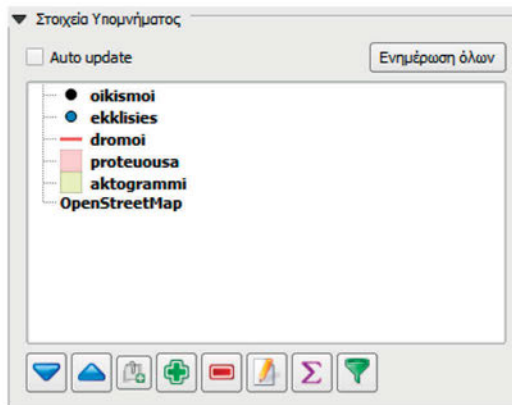 Στοιχεία Υπομνήματος
Auto update Ενημέρωση όλων
oikismoi
ekklisies
dromoi
proteuousa
aktogrammi
OpenStreetMap
Σ